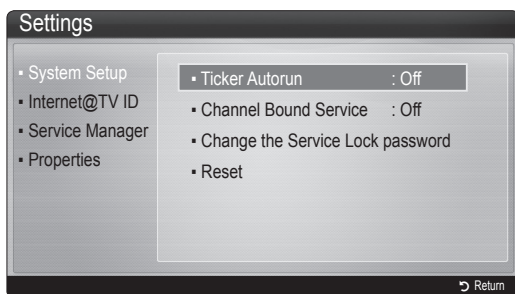 Settings
▪ System Setup
▪ Internet@TV ID
▪ Service Manager
▪ Properties
▪ Ticker Autorun : Off
▪ Channel Bound Service : Off
▪ Change the Service Lock password
▪ Reset
Return